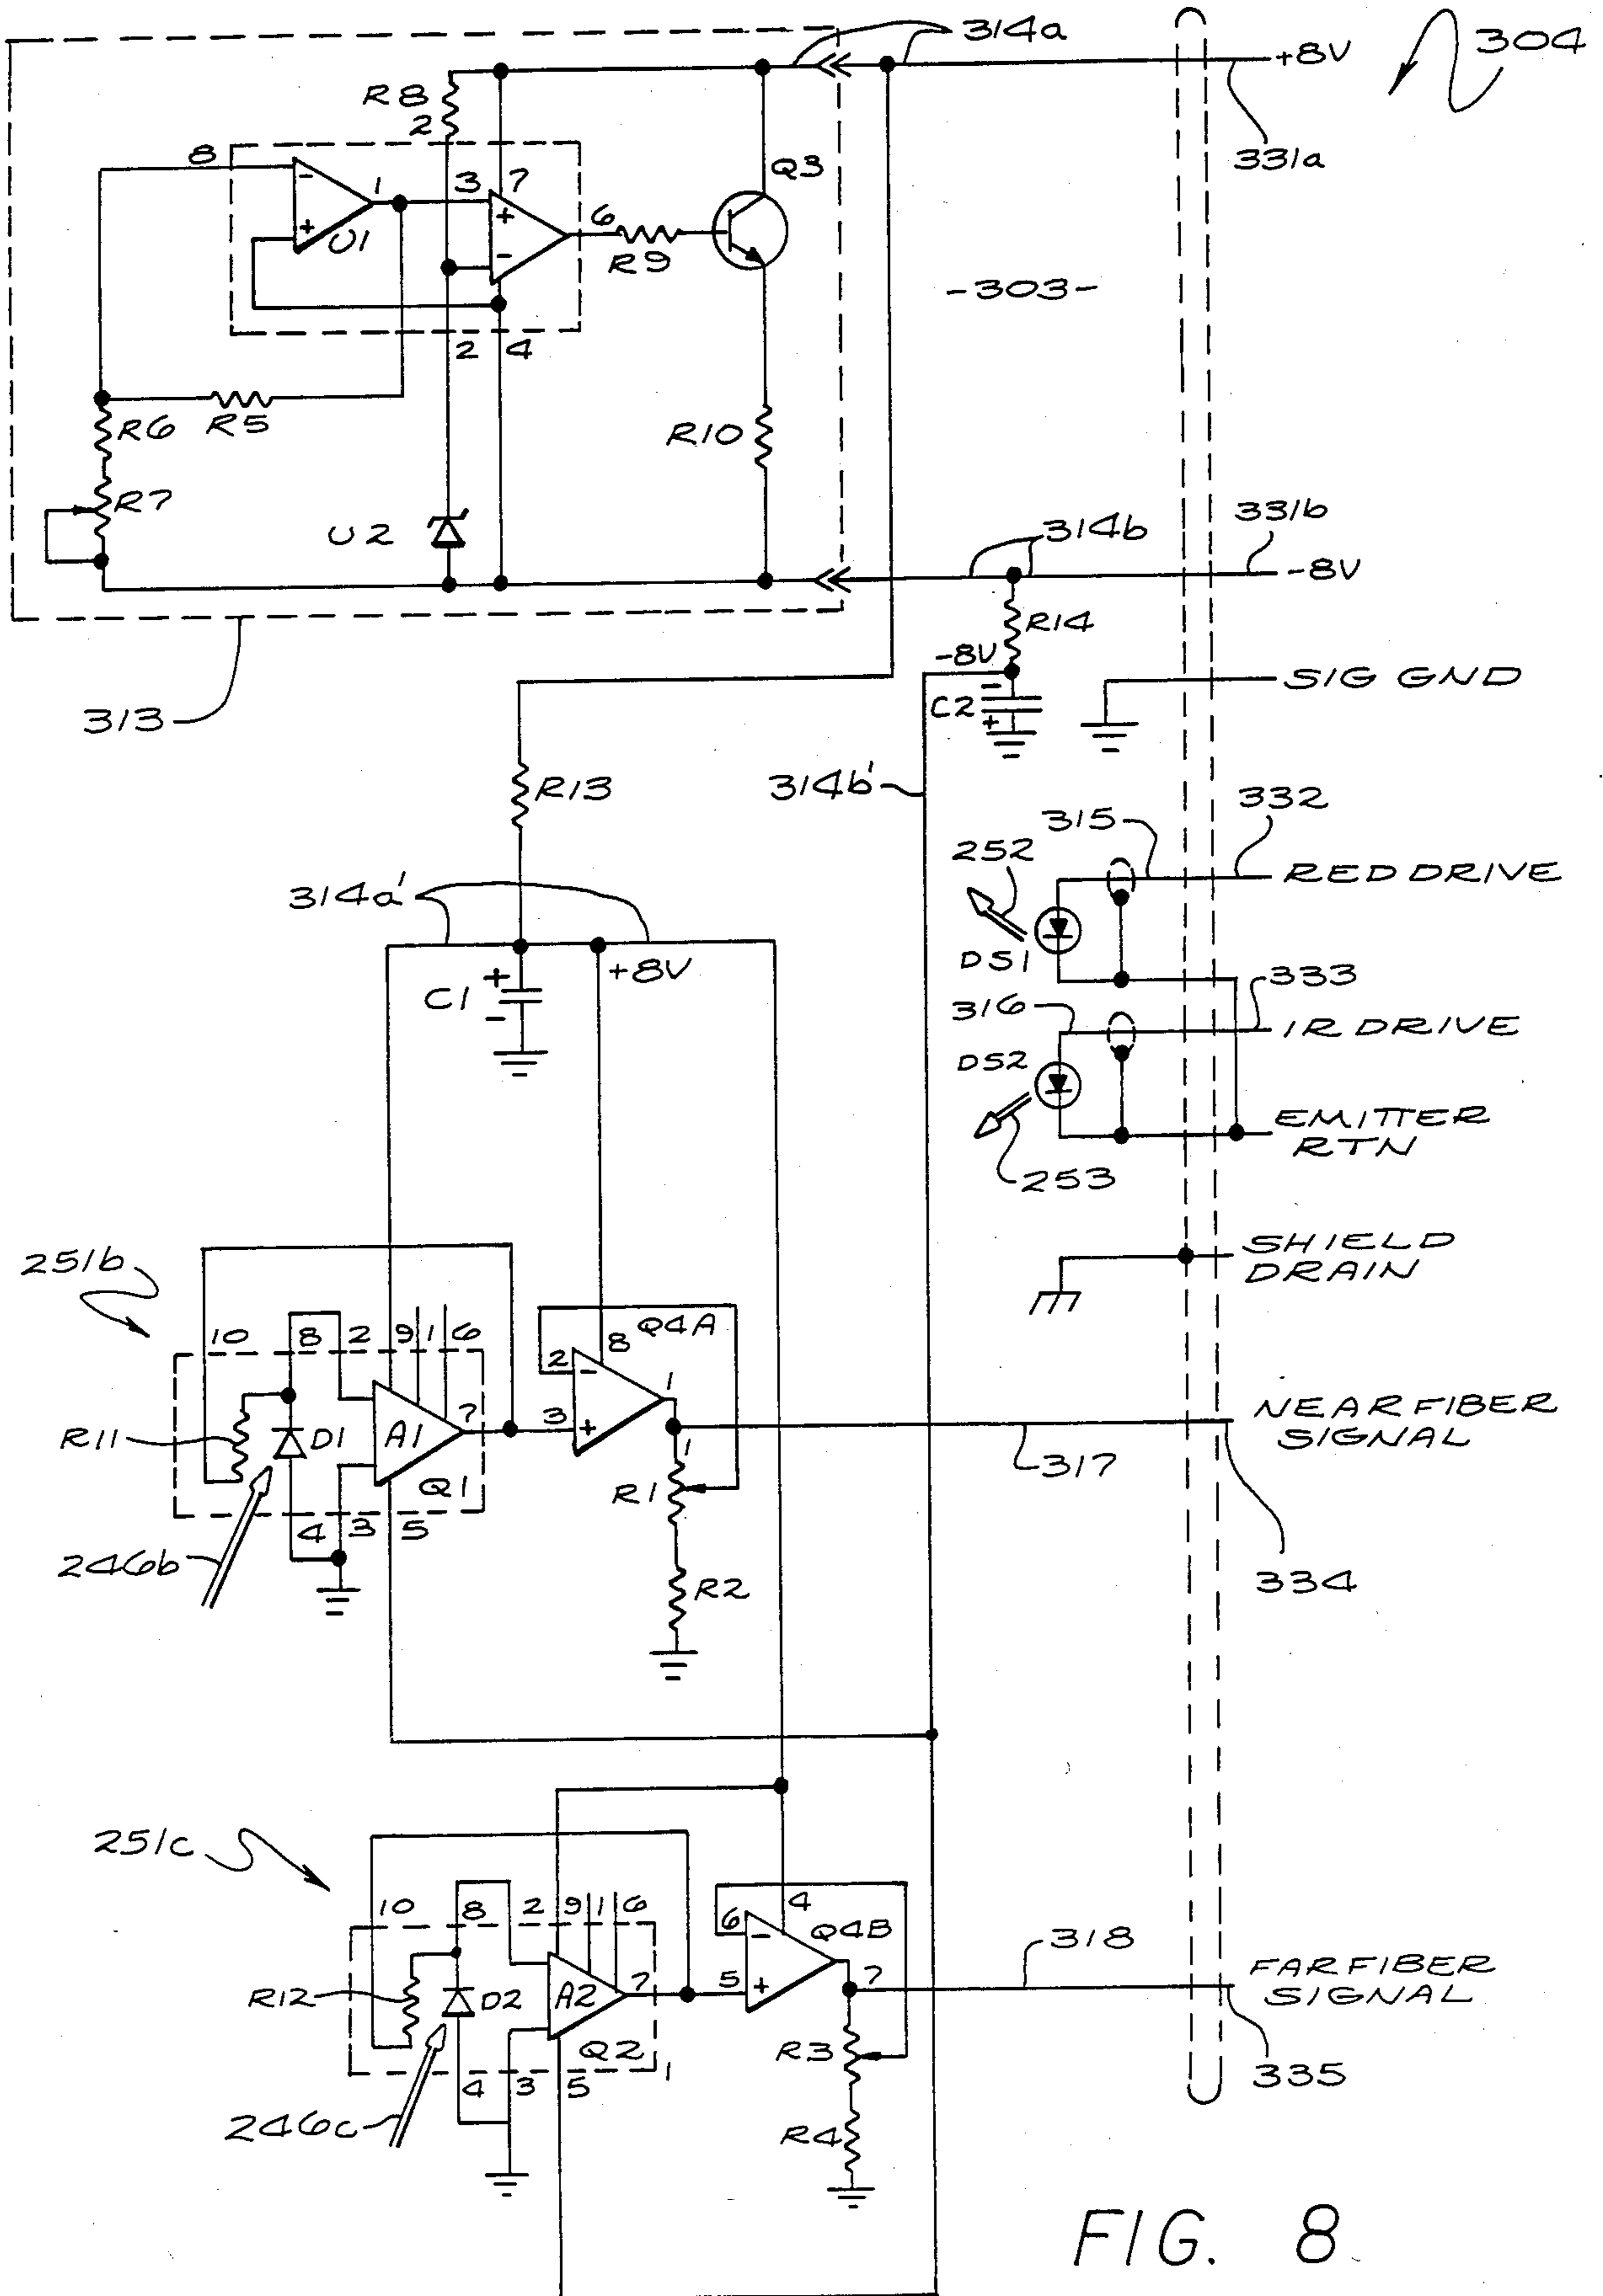 314a
304
+8V
331a
R8
2
8
1
3
7
Q3
-
+
U1
+
-
6
R9
-303-
2
4
R6
R5
R10
R7
U2
314b
331b
-8V
R14
-8V
-
C2
+
SIG GND
313
R13
314b'
315
332
252
RED DRIVE
DS1
314a'
+
C1
-
+8V
333
316
IR DRIVE
DS2
EMITTER
RTN
253
251b
SHIELD
DRAIN
10
8
2
9
1
6
8
Q4A
2
-
1
R11
D1
A1
7
3
+
NEAR FIBER
SIGNAL
Q1
R1
1
317
4
3
5
246b
R2
334
251c
10
8
2
9
1
6
4
6
-
Q4B
318
R12
D2
A2
7
5
+
7
FAR FIBER
SIGNAL
Q2
1
R3
4
3
5
335
246c
R4
FIG. 8